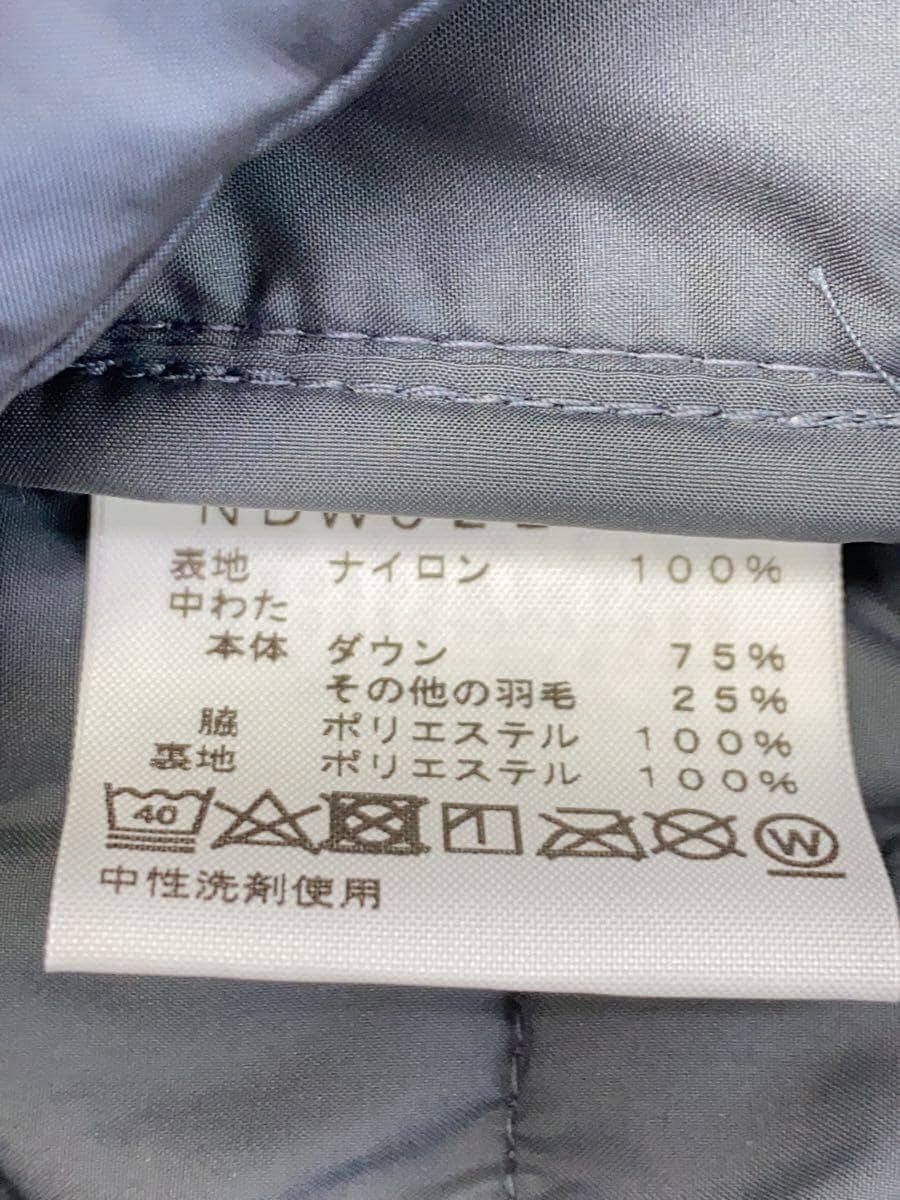 表地 ナイロン 100%
中わた
本体 ダウン 75%
その他の羽毛 25%
脇 ポリエステル 100%
裏地 ポリエステル 100%
40 W
中性洗剤使用